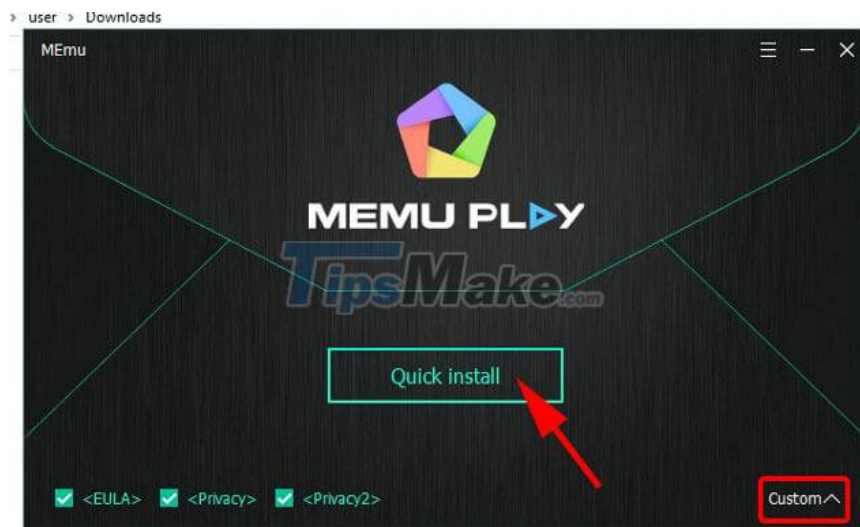 > user > Downloads
MEmu
MEMU PLAY
TipsMake.com
Quick install
<EULA> <Privacy> <Privacy2>
Custom